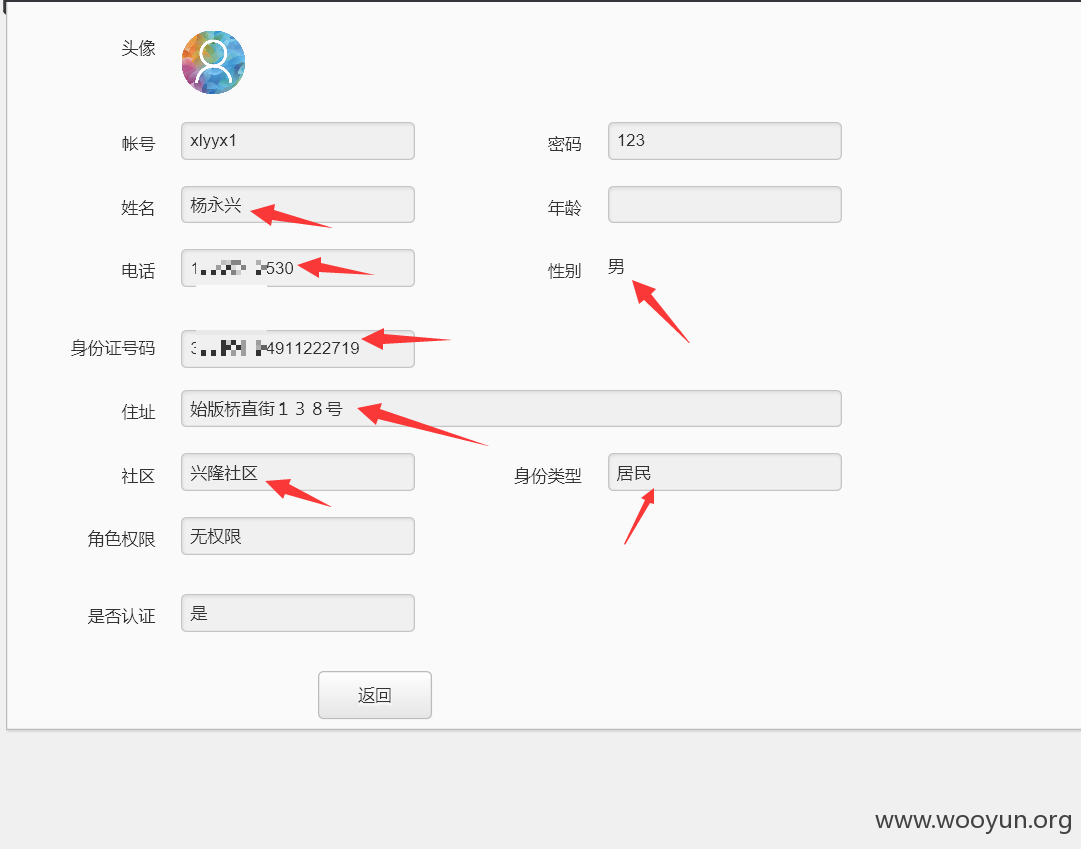 头像
帐号 xlyyx1 密码 123
姓名 杨永兴 年龄
电话 1 530 性别 男
身份证号码 4911222719
住址 始版桥直街１３８号
社区 兴隆社区 身份类型 居民
角色权限 无权限
是否认证 是
返回
www.wooyun.org